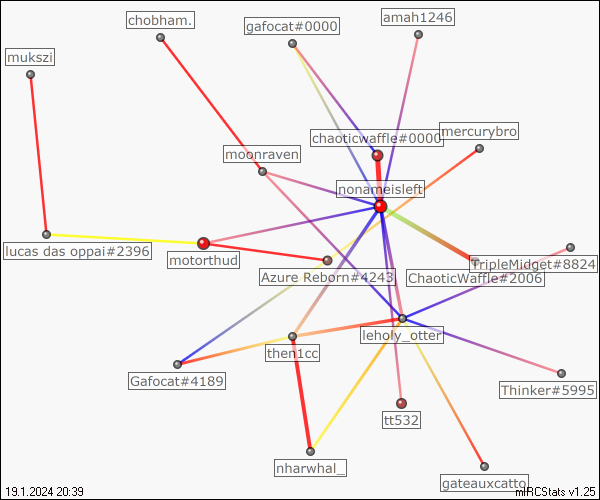 chobham.
gafocat#0000
amah1246
mukszi
chaoticwaffle#0000
mercurybro
moonraven
nonameisleft
lucas das oppai#2396
motorthud
Azure Reborn#4243
ChaoticWaffle#2006
TripleMidget#8824
leholy_otter
then1cc
Gafocat#4189
Thinker#5995
tt532
nharwhal_
gateauxcatto
19.1.2024 20:39
mIRCStats v1.25